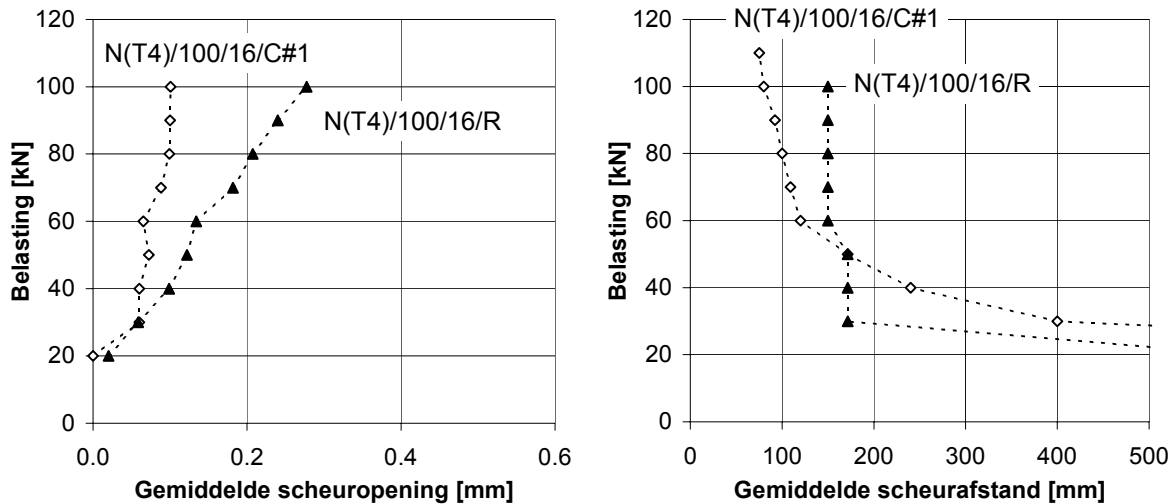 120
100
80
60
40
20
0
Belasting [kN]
N(T4)/100/16/C#1
N(T4)/100/16/R
0.0 0.2 0.4 0.6
Gemiddelde scheuropening [mm]
120
100
80
60
40
20
0
Belasting [kN]
N(T4)/100/16/C#1
N(T4)/100/16/R
0 100 200 300 400 500
Gemiddelde scheurafstand [mm]